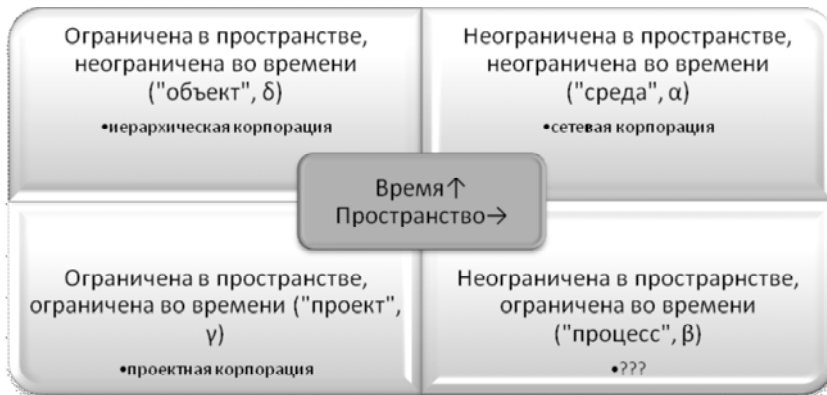 Ограничена в пространстве,
неограничена во времени
("объект", δ)
•иерархическая корпорация
Неограничена в пространстве,
неограничена во времени
("среда", α)
•сетевая корпорация
Время↑
Пространство→
Ограничена в пространстве,
ограничена во времени ("проект",
γ)
•проектная корпорация
Неограничена в прострарнстве,
ограничена во времени
("процесс", β)
•???